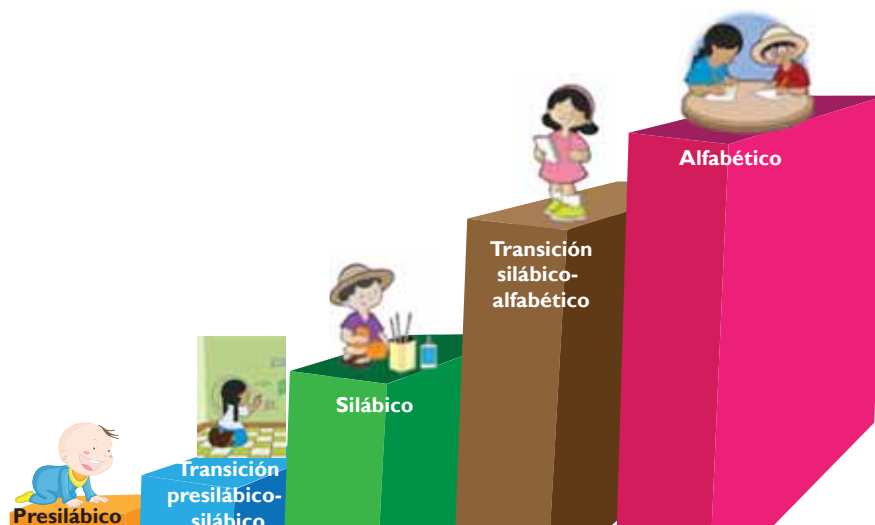 Presilábico
Transición
presilábico-
silábico
Silábico
Transición
silábico-
alfabético
Alfabético